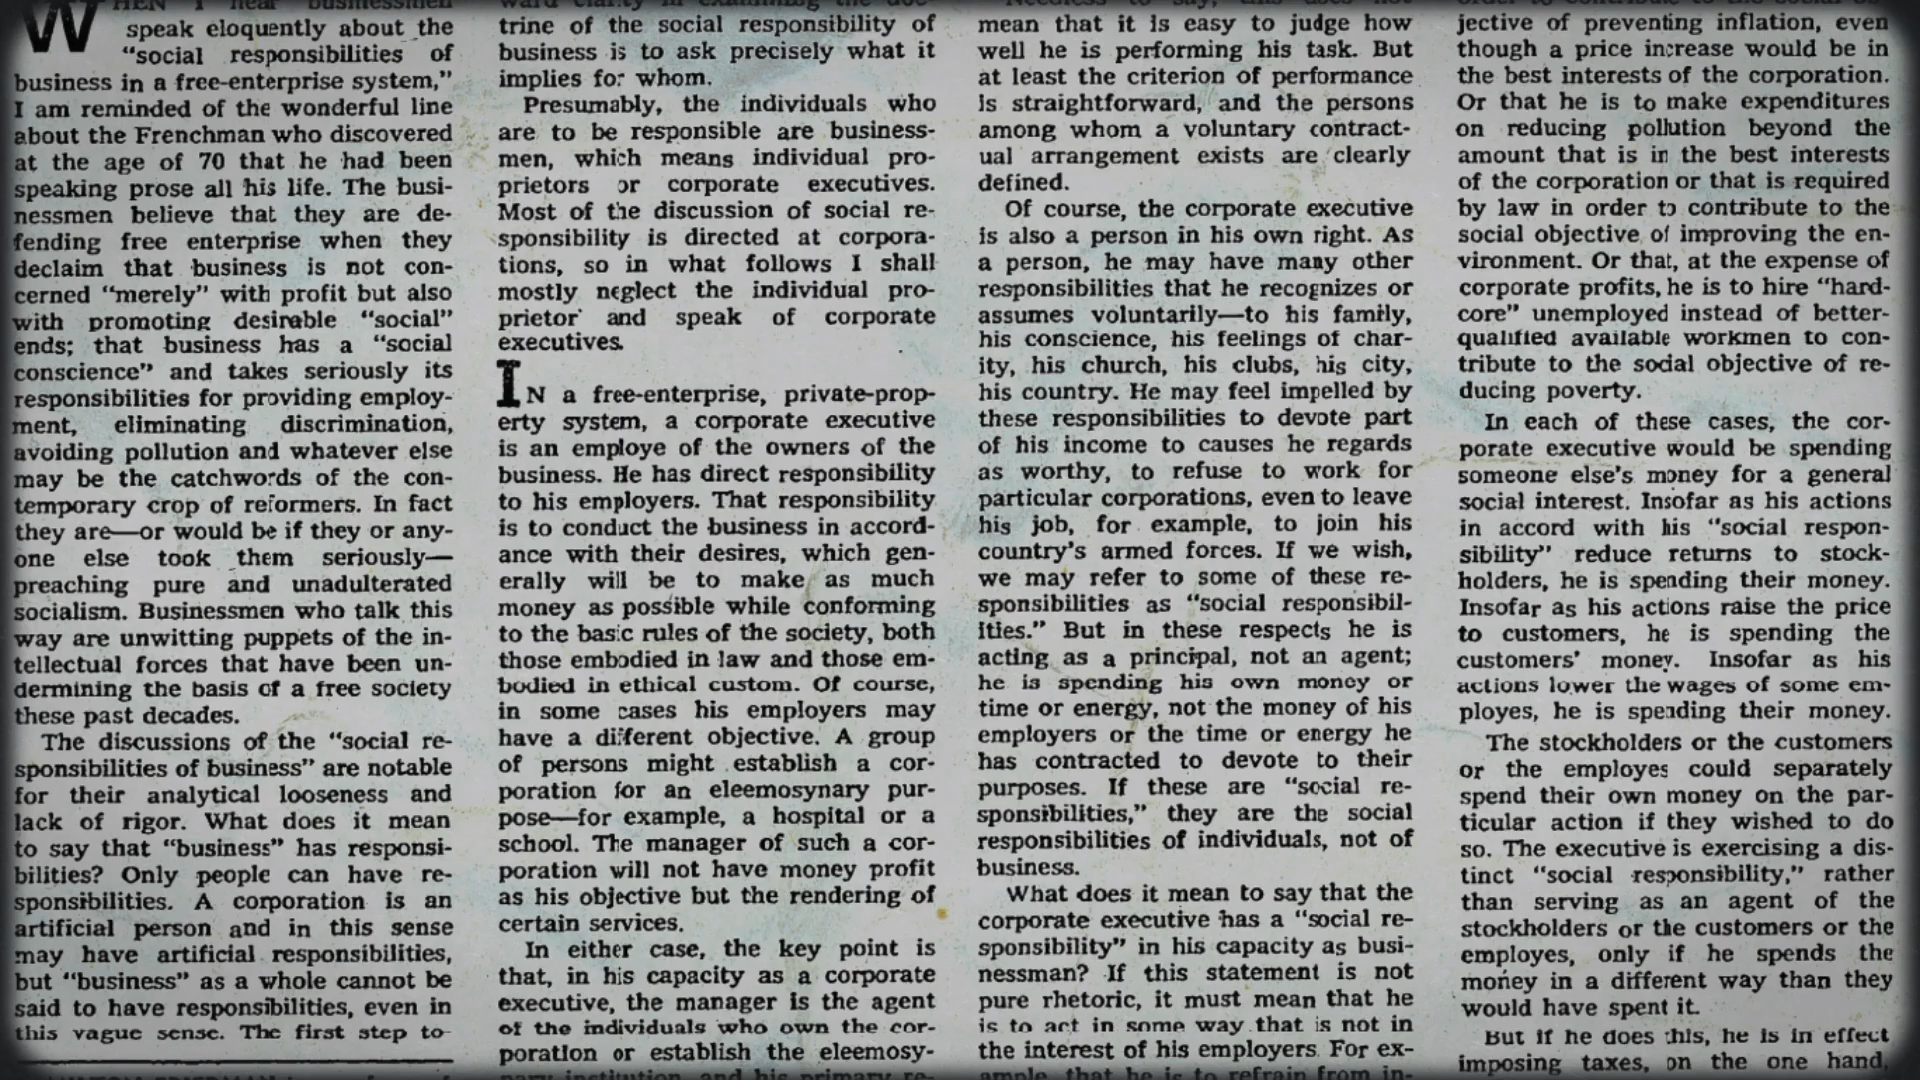 WHEN I hear businessmen
speak eloquently about the
“social responsibilities of
business in a free-enterprise system,”
I am reminded of the wonderful line
about the Frenchman who discovered
at the age of 70 that he had been
speaking prose all his life. The busi-
nessmen believe that they are de-
fending free enterprise when they
declaim that business is not con-
cerned “merely” with profit but also
with promoting desirable “social”
ends; that business has a “social
conscience” and takes seriously its
responsibilities for providing employ-
ment, eliminating discrimination,
avoiding pollution and whatever else
may be the catchwords of the con-
temporary crop of reformers. In fact
they are—or would be if they or any-
one else took them seriously—
preaching pure and unadulterated
socialism. Businessmen who talk this
way are unwitting puppets of the in-
tellectual forces that have been un-
dermining the basis of a free society
these past decades.
The discussions of the “social re-
sponsibilities of business” are notable
for their analytical looseness and
lack of rigor. What does it mean
to say that “business” has responsi-
bilities? Only people can have re-
sponsibilities. A corporation is an
artificial person and in this sense
may have artificial responsibilities,
but “business” as a whole cannot be
said to have responsibilities, even in
this vague sense. The first step to-
ward clarity in examining the doc-
trine of the social responsibility of
business is to ask precisely what it
implies for whom.
Presumably, the individuals who
are to be responsible are business-
men, which means individual pro-
prietors or corporate executives.
Most of the discussion of social re-
sponsibility is directed at corpora-
tions, so in what follows I shall
mostly neglect the individual pro-
prietor and speak of corporate
executives.
IN a free-enterprise, private-prop-
erty system, a corporate executive
is an employe of the owners of the
business. He has direct responsibility
to his employers. That responsibility
is to conduct the business in accord-
ance with their desires, which gen-
erally will be to make as much
money as possible while conforming
to the basic rules of the society, both
those embodied in law and those em-
bodied in ethical custom. Of course,
in some cases his employers may
have a different objective. A group
of persons might establish a cor-
poration for an eleemosynary pur-
pose—for example, a hospital or a
school. The manager of such a cor-
poration will not have money profit
as his objective but the rendering of
certain services.
In either case, the key point is
that, in his capacity as a corporate
executive, the manager is the agent
of the individuals who own the cor-
poration or establish the eleemosy-
nary institution, and his primary re-
Needless to say, this does not
mean that it is easy to judge how
well he is performing his task. But
at least the criterion of performance
is straightforward, and the persons
among whom a voluntary contract-
ual arrangement exists are clearly
defined.
Of course, the corporate executive
is also a person in his own right. As
a person, he may have many other
responsibilities that he recognizes or
assumes voluntarily—to his family,
his conscience, his feelings of char-
ity, his church, his clubs, his city,
his country. He may feel impelled by
these responsibilities to devote part
of his income to causes he regards
as worthy, to refuse to work for
particular corporations, even to leave
his job, for example, to join his
country’s armed forces. If we wish,
we may refer to some of these re-
sponsibilities as “social responsibil-
ities.” But in these respects he is
acting as a principal, not an agent;
he is spending his own money or
time or energy, not the money of his
employers or the time or energy he
has contracted to devote to their
purposes. If these are “social re-
sponsibilities,” they are the social
responsibilities of individuals, not of
business.
What does it mean to say that the
corporate executive has a “social re-
sponsibility” in his capacity as busi-
nessman? If this statement is not
pure rhetoric, it must mean that he
is to act in some way that is not in
the interest of his employers. For ex-
ample, that he is to refrain from in-
jective of preventing inflation, even
though a price increase would be in
the best interests of the corporation.
Or that he is to make expenditures
on reducing pollution beyond the
amount that is in the best interests
of the corporation or that is required
by law in order to contribute to the
social objective of improving the en-
vironment. Or that, at the expense of
corporate profits, he is to hire “hard-
core” unemployed instead of better-
qualified available workmen to con-
tribute to the social objective of re-
ducing poverty.
In each of these cases, the cor-
porate executive would be spending
someone else’s money for a general
social interest. Insofar as his actions
in accord with his “social respon-
sibility” reduce returns to stock-
holders, he is spending their money.
Insofar as his actions raise the price
to customers, he is spending the
customers’ money. Insofar as his
actions lower the wages of some em-
ployes, he is spending their money.
The stockholders or the customers
or the employes could separately
spend their own money on the par-
ticular action if they wished to do
so. The executive is exercising a dis-
tinct “social responsibility,” rather
than serving as an agent of the
stockholders or the customers or the
employes, only if he spends the
money in a different way than they
would have spent it.
But if he does this, he is in effect
imposing taxes, on the one hand,